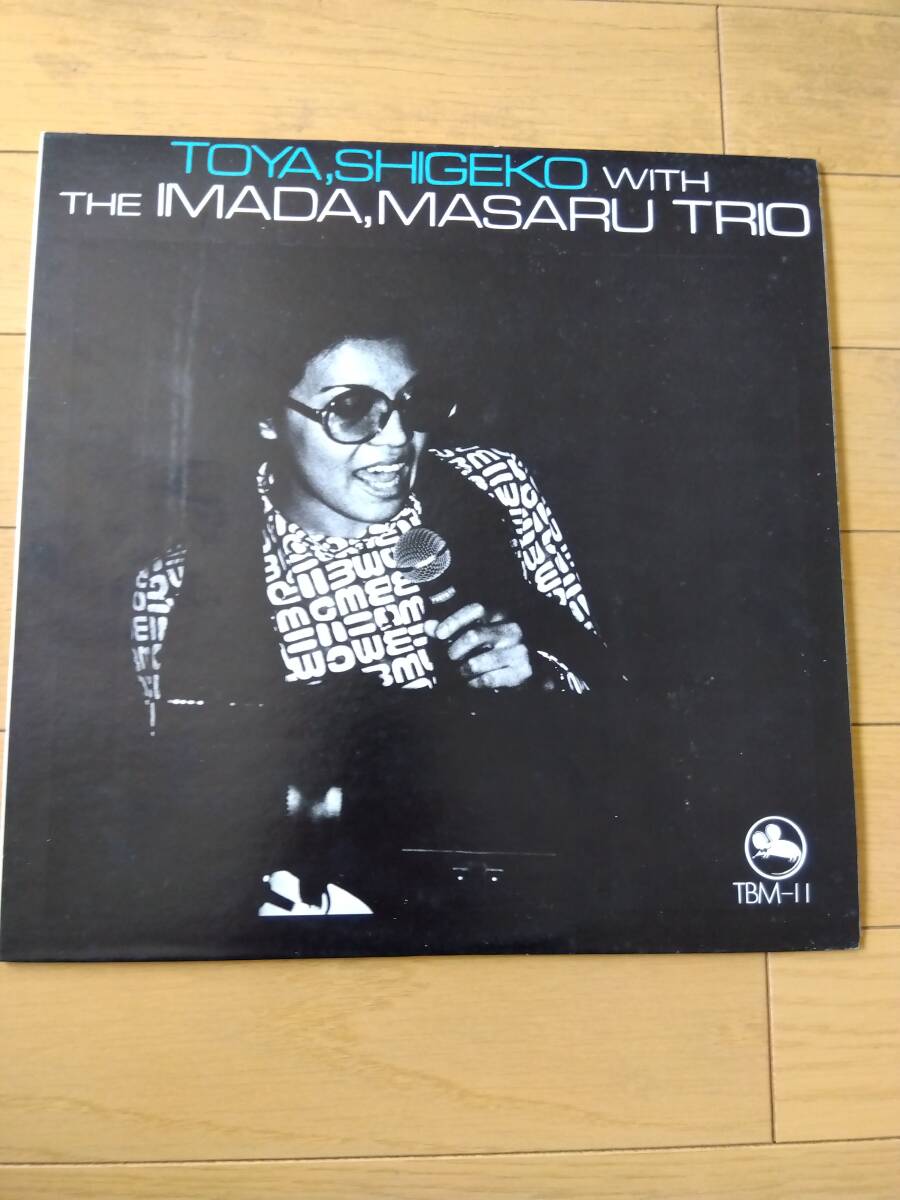 TOYA,SHIGEKO WITH
THE IMADA,MASARU TRIO
TBM-11